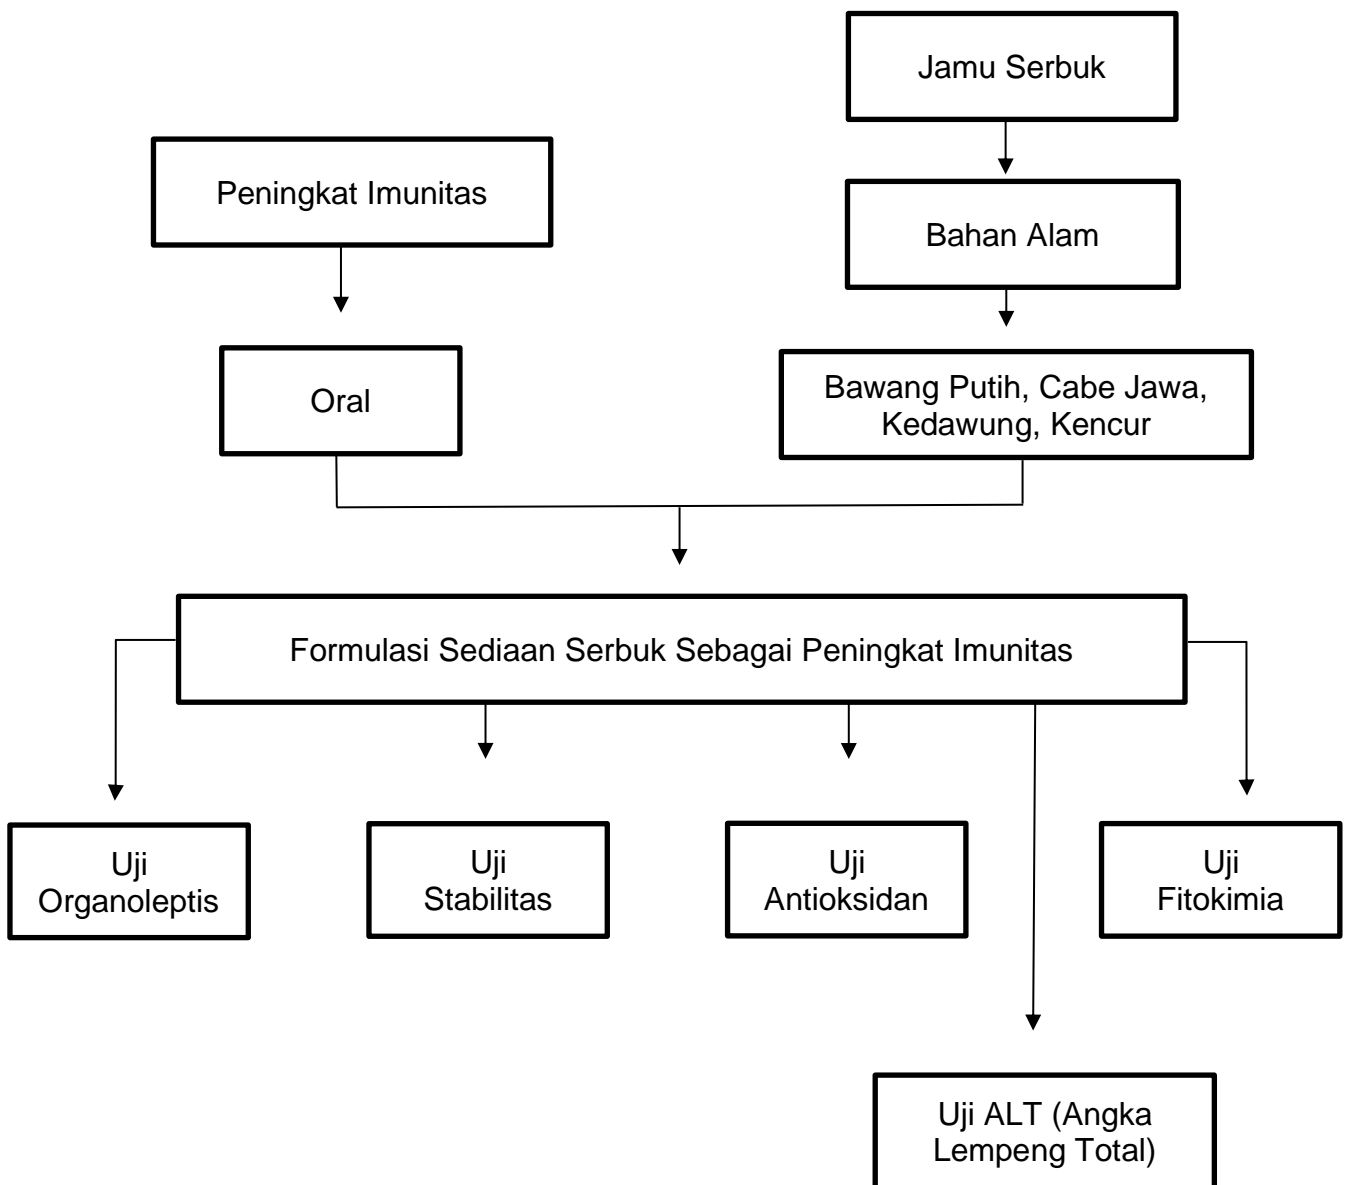 Jamu Serbuk
Peningkat Imunitas
Bahan Alam
Oral
Bawang Putih, Cabe Jawa,
Kedawung, Kencur
Formulasi Sediaan Serbuk Sebagai Peningkat Imunitas
Uji
Organoleptis
Uji
Stabilitas
Uji
Antioksidan
Uji
Fitokimia
Uji ALT (Angka
Lempeng Total)